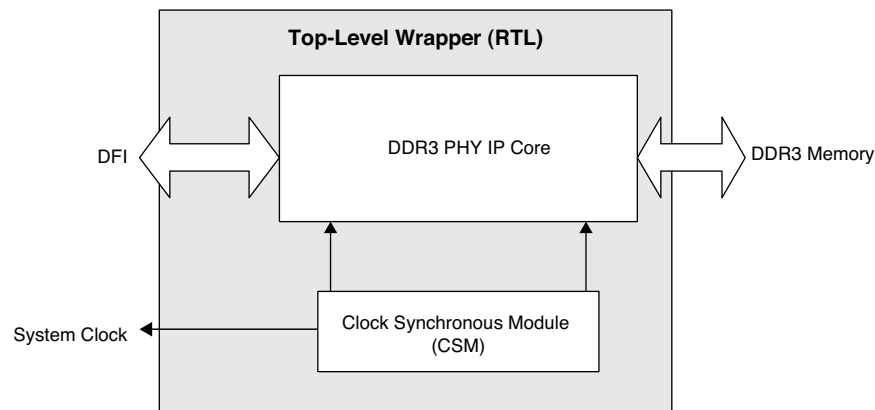 Top-Level Wrapper (RTL)
DDR3 PHY IP Core
DFI
DDR3 Memory
Clock Synchronous Module
(CSM)
System Clock